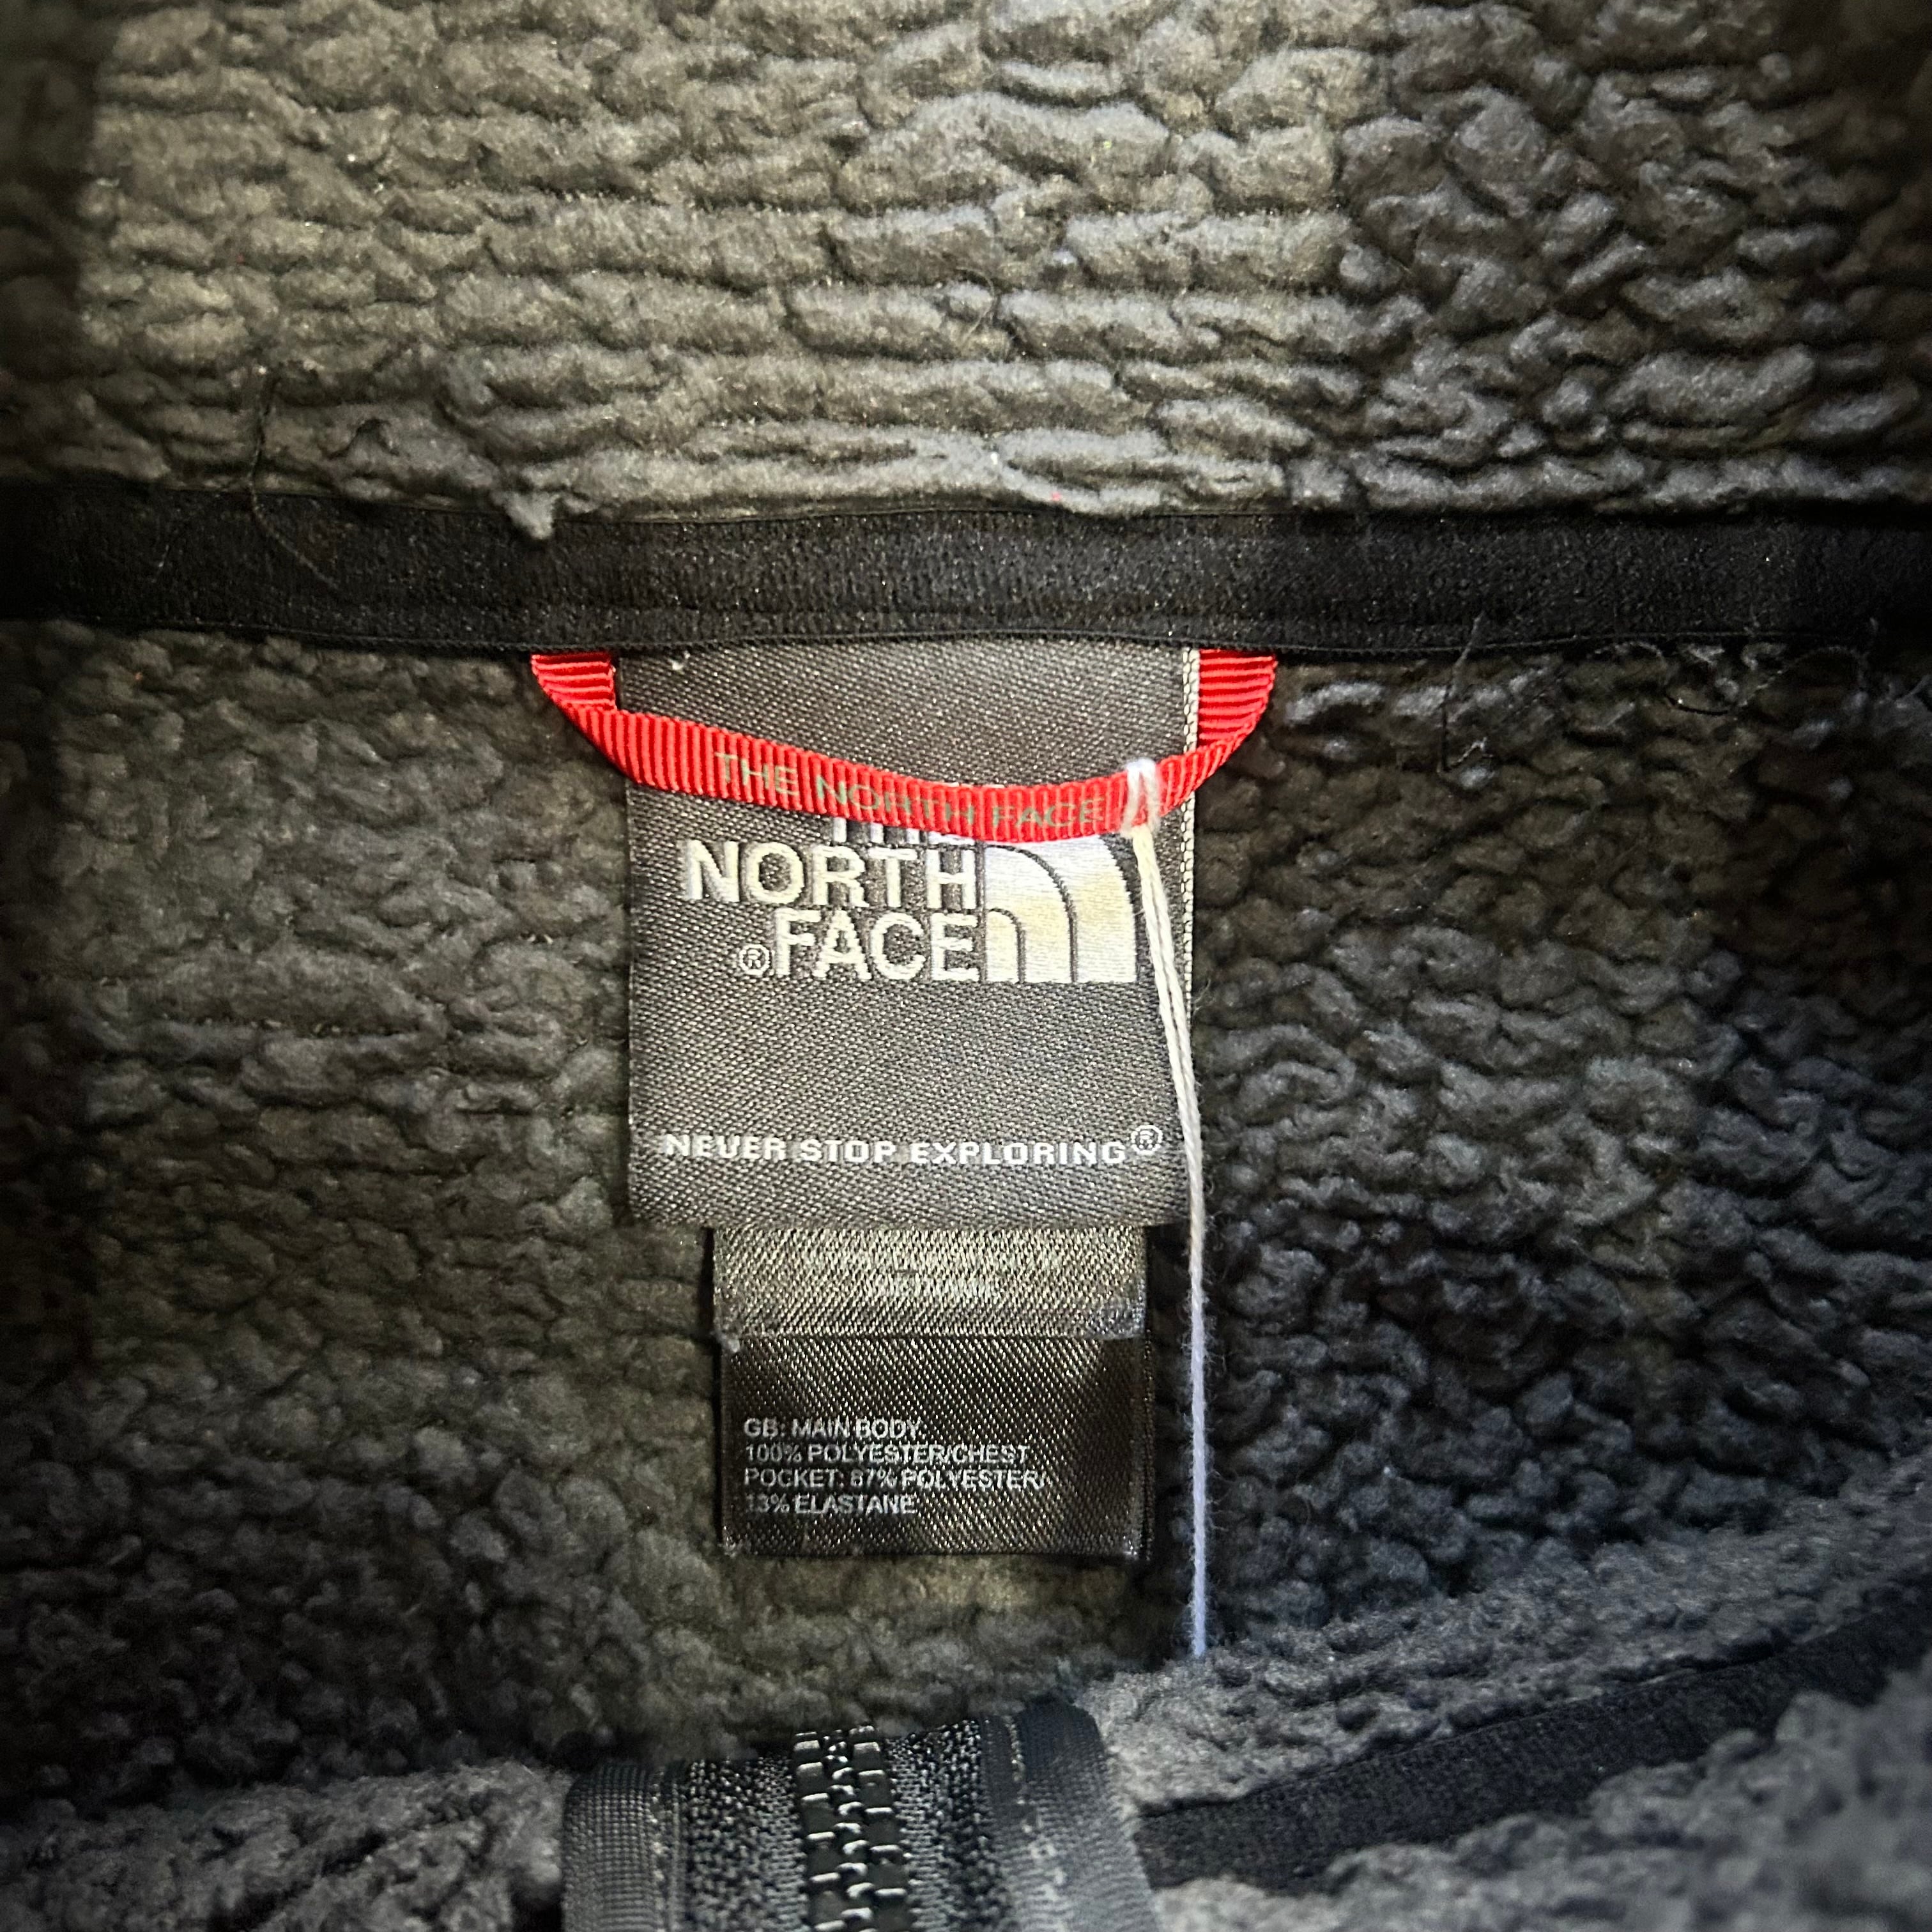 THE NORTH FACE
THE
NORTH
®FACE
NEVER STOP EXPLORING®
GB: MAIN BODY:
100% POLYESTER/CHEST
POCKET: 87% POLYESTER/
13% ELASTANE